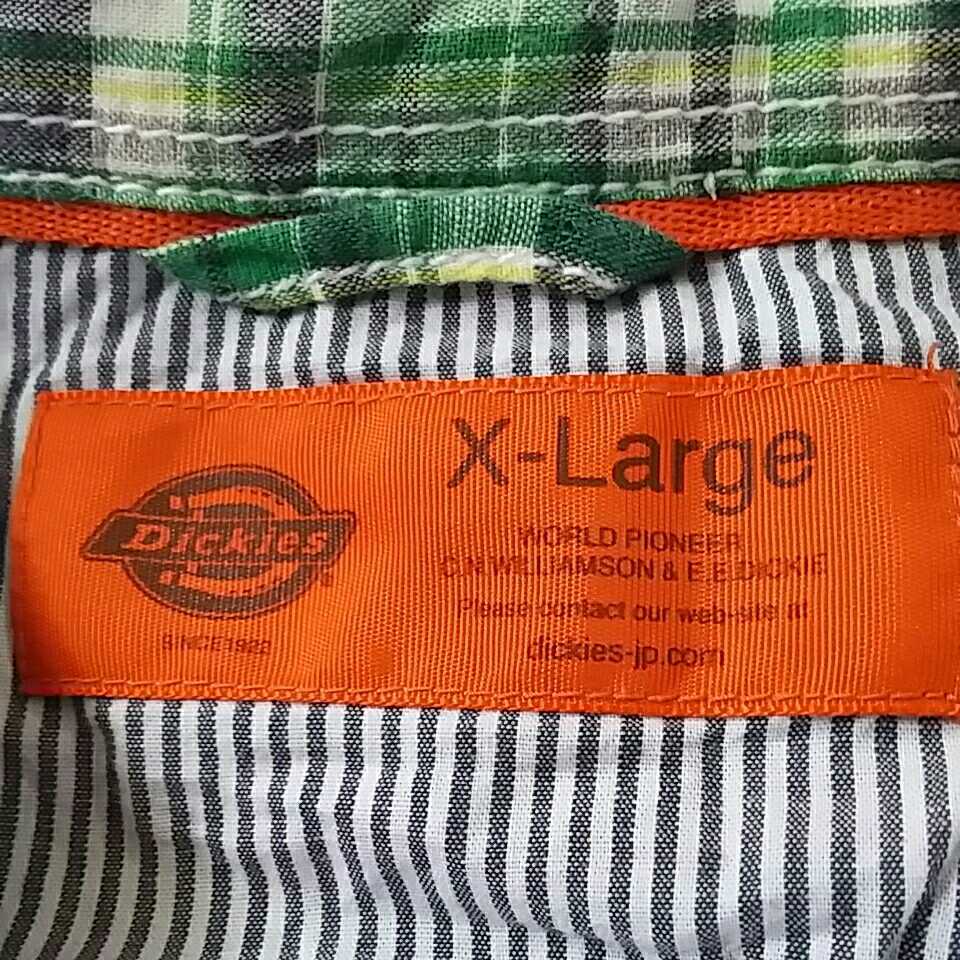 X-Large
Dickies
®
SINCE 1922
WORLD PIONEER
C.N.WILLIAMSON & E.E.DICKIE
Please contact our web-site at
dickies-jp.com